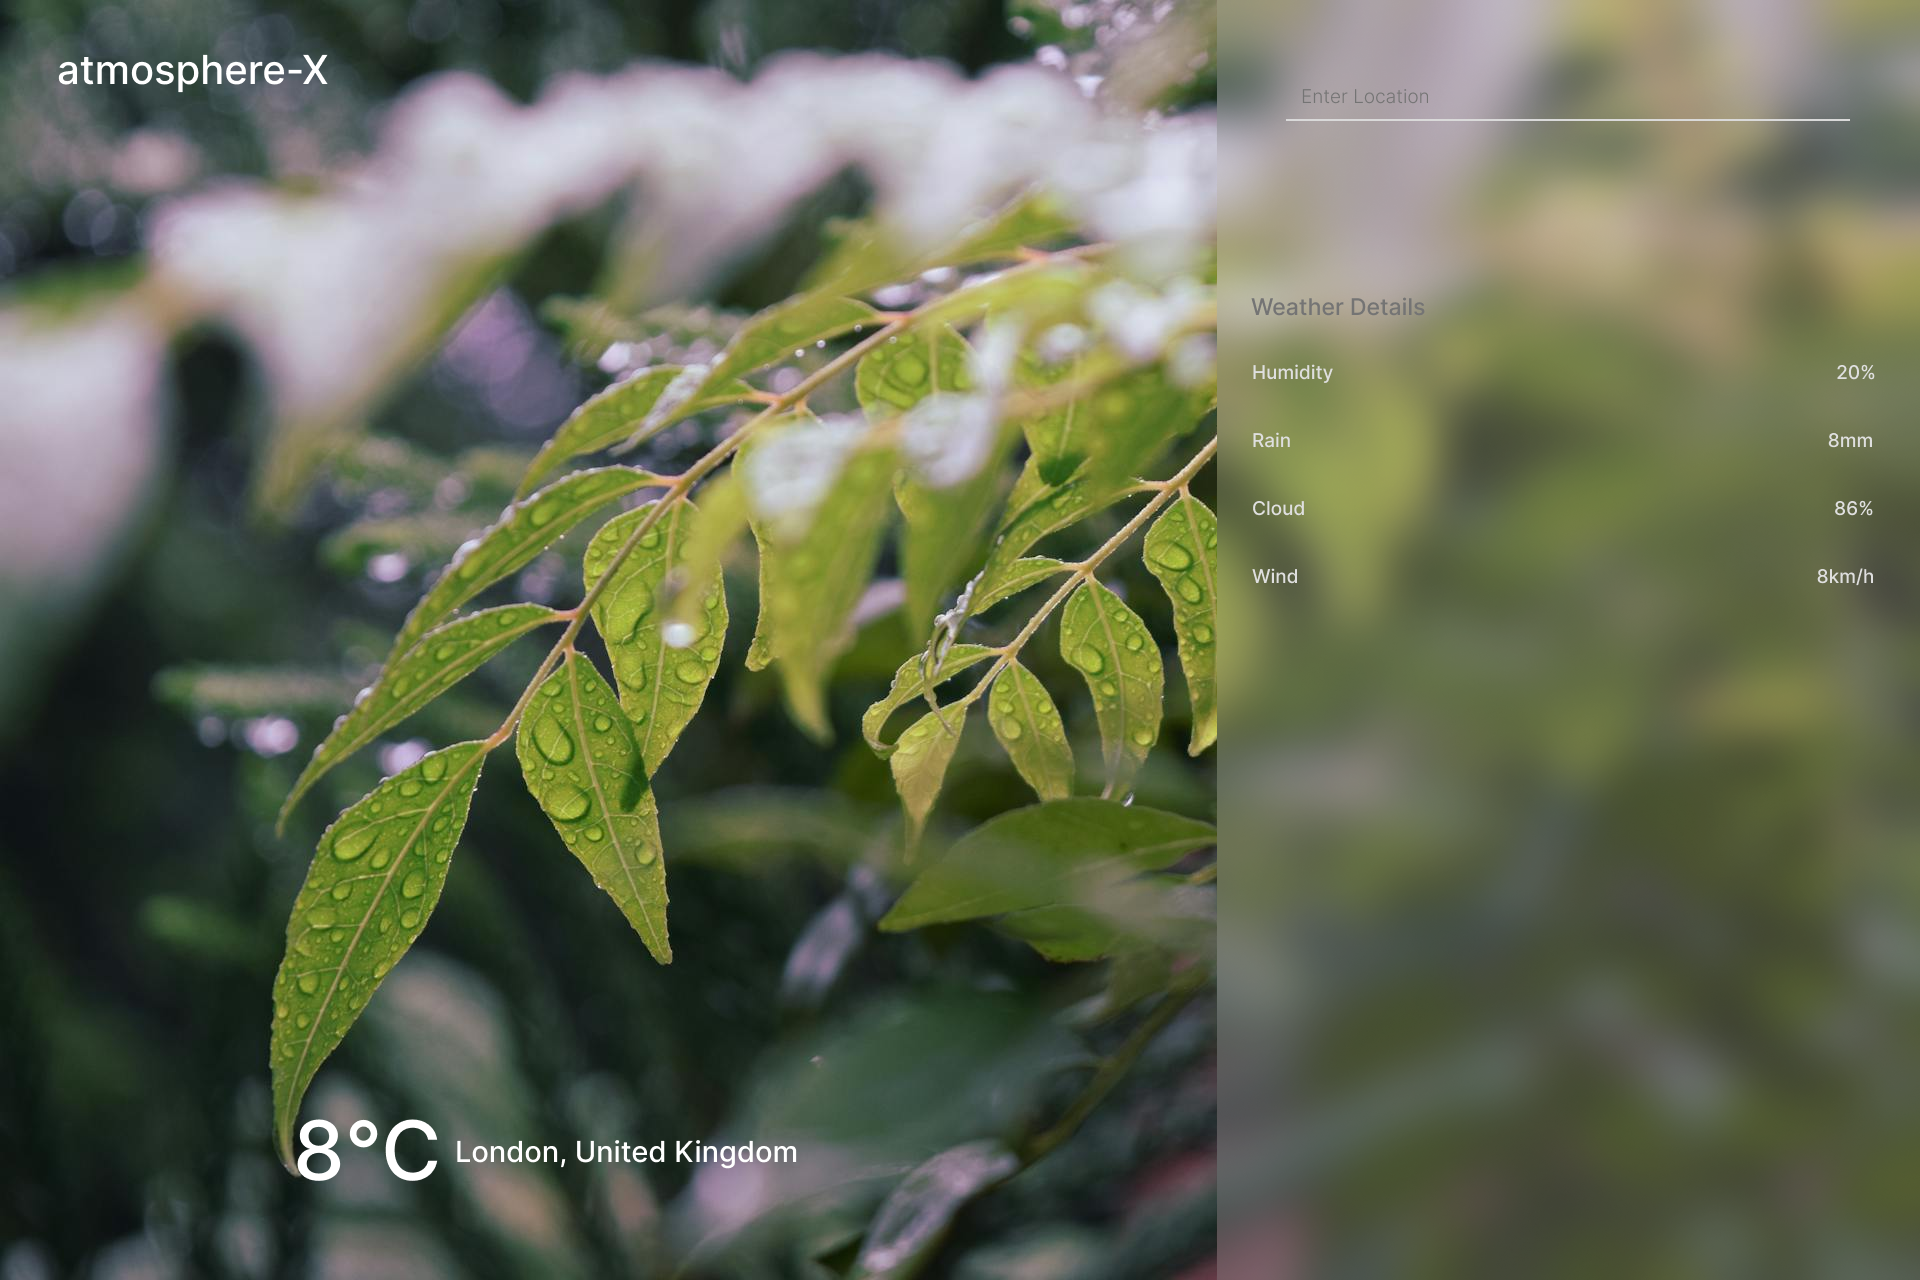 atmosphere-X
8°C London, United Kingdom
Enter Location
Weather Details
Humidity 20%
Rain 8mm
Cloud 86%
Wind 8km/h